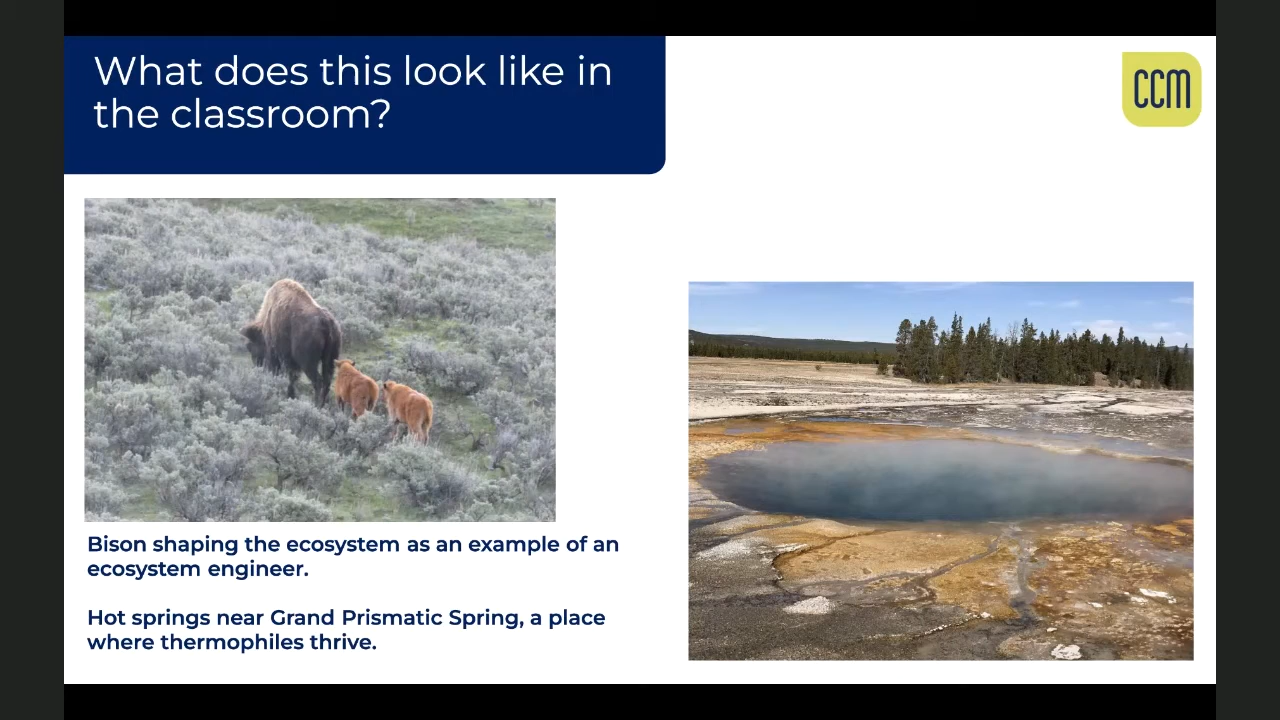 What does this look like in
the classroom?
CCM
Bison shaping the ecosystem as an example of an
ecosystem engineer.
Hot springs near Grand Prismatic Spring, a place
where thermophiles thrive.